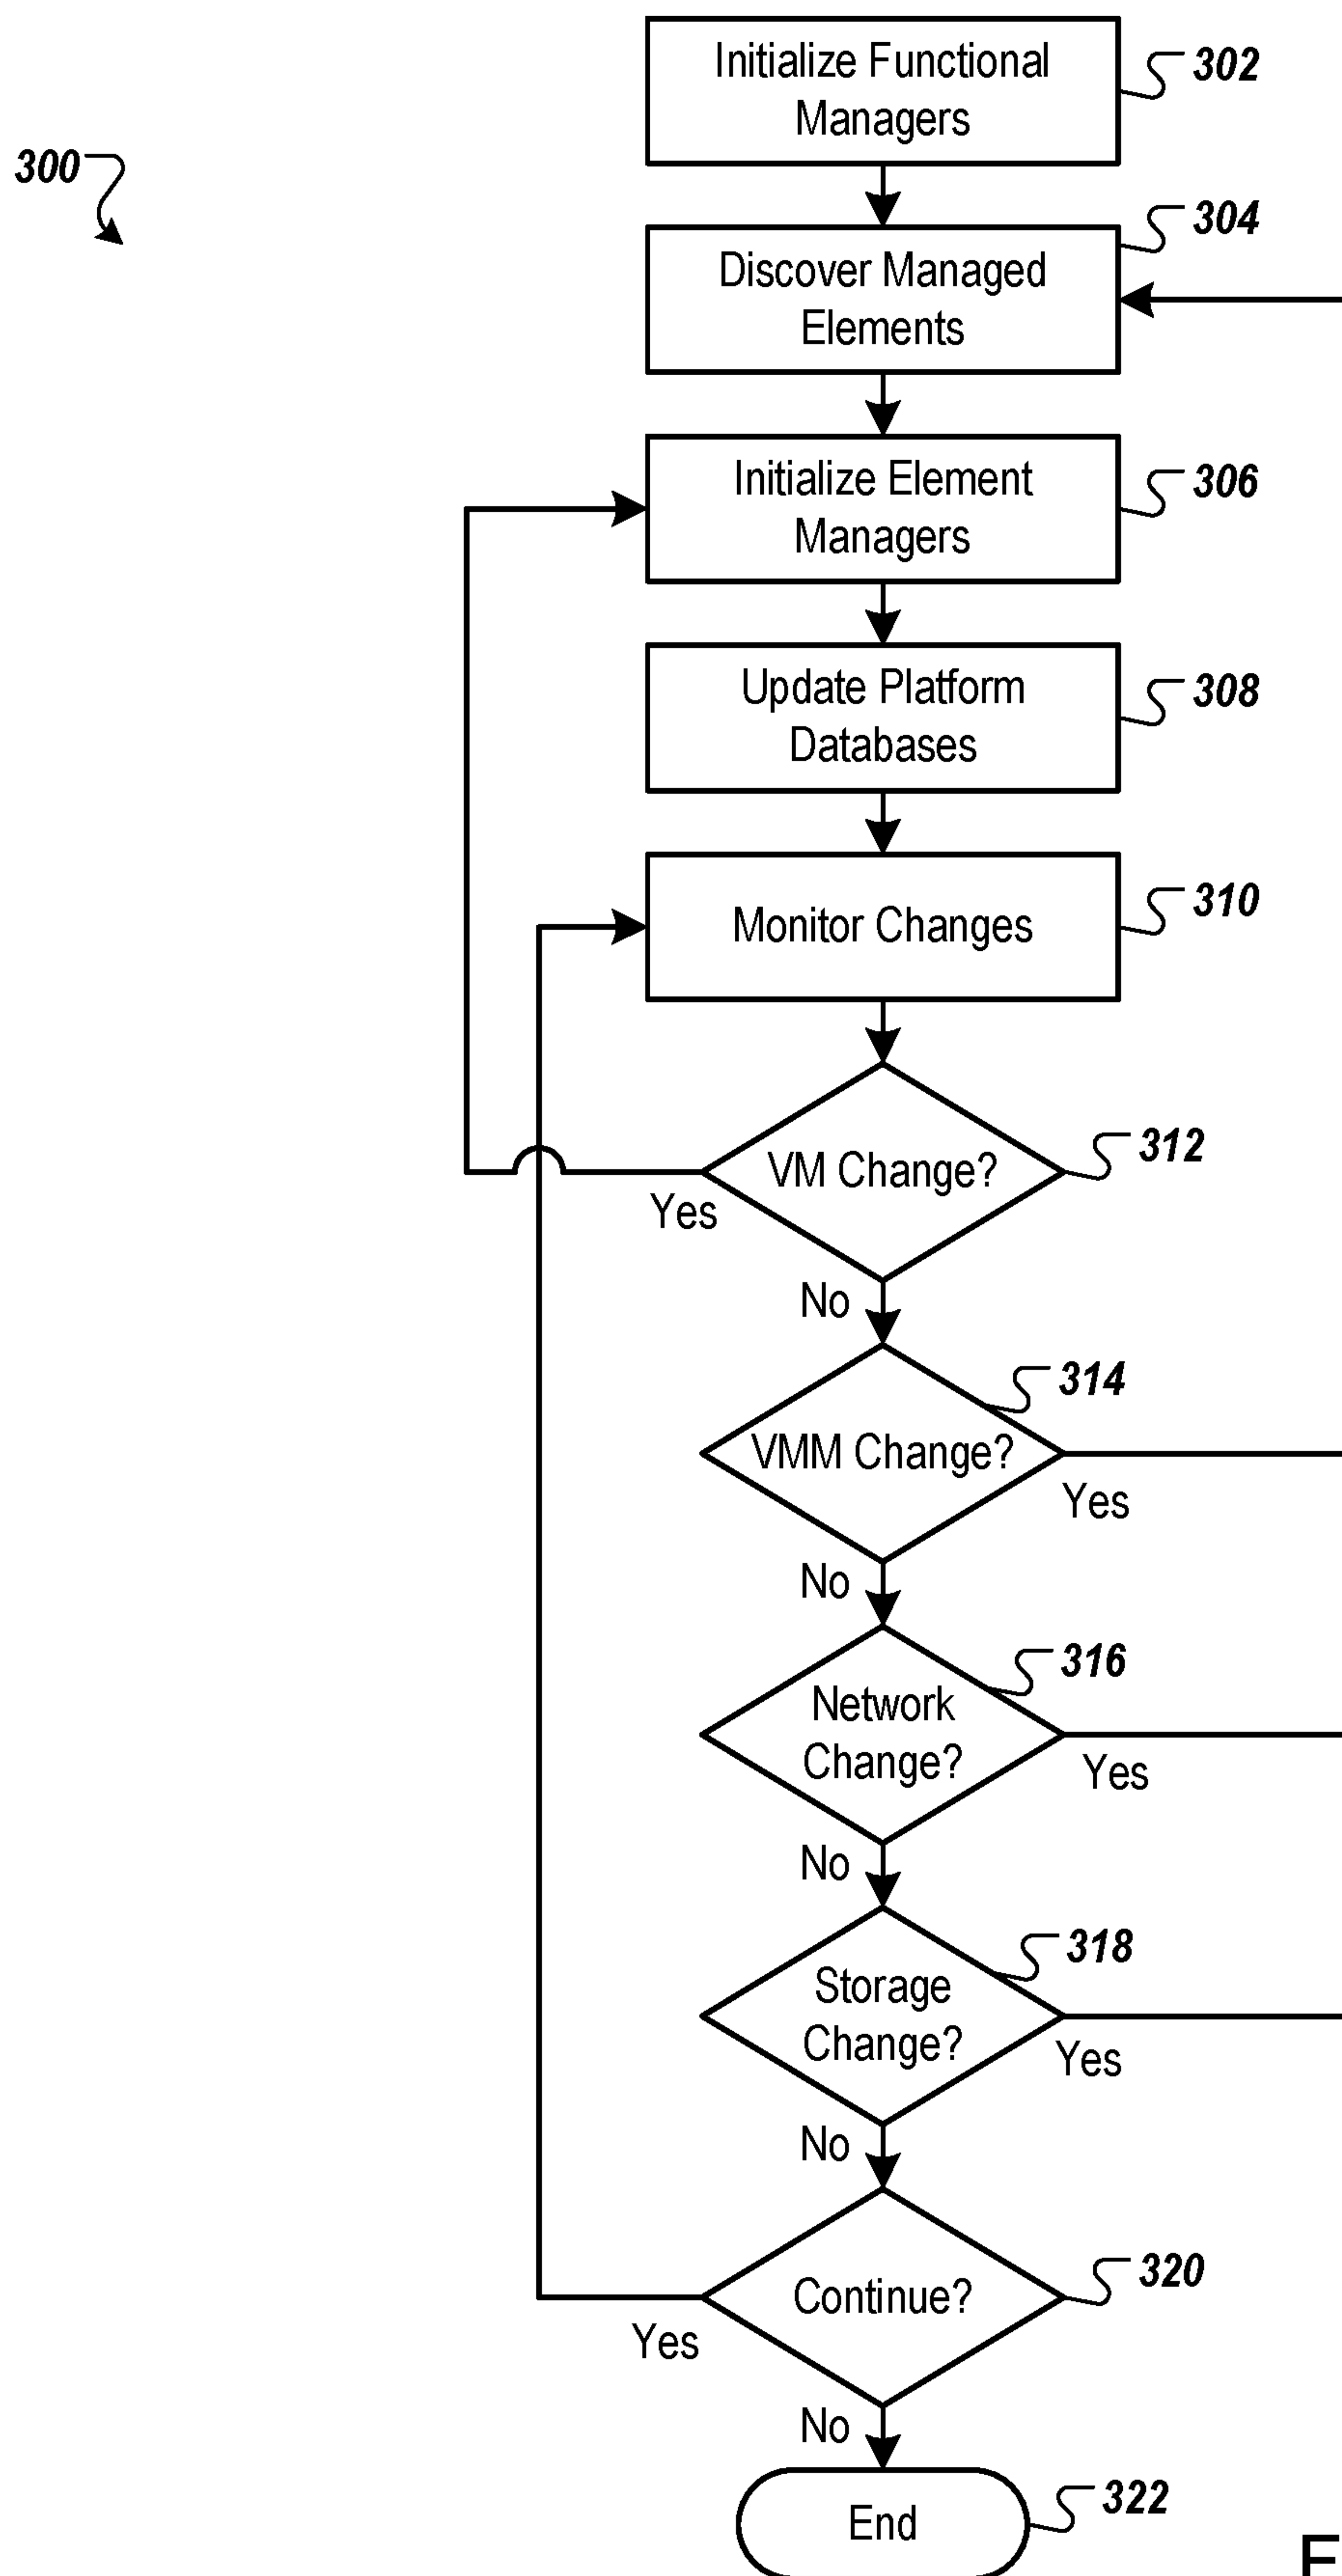 Initialize Functional
Managers
302
300
304
Discover Managed
Elements
Initialize Element
Managers
306
Update Platform
Databases
308
Monitor Changes
310
VM Change?
312
Yes
No
314
VMM Change?
Yes
No
316
Network
Change?
Yes
No
318
Storage
Change?
Yes
No
Continue?
320
Yes
No
End
322